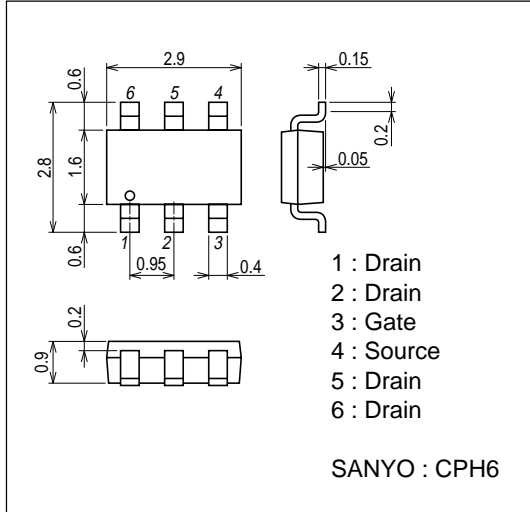 2.9
0.15
0.6
6 5 4
0.2
2.8
1.6
0.05
0.6
1 2 3
0.95
0.4
0.2
0.9
1 : Drain
2 : Drain
3 : Gate
4 : Source
5 : Drain
6 : Drain
SANYO : CPH6